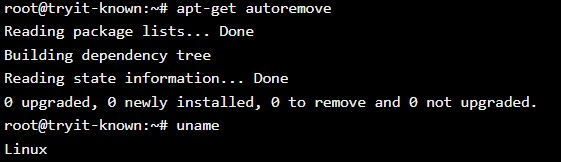 root@tryit-known:~# apt-get autoremove
Reading package lists... Done
Building dependency tree
Reading state information... Done
0 upgraded, 0 newly installed, 0 to remove and 0 not upgraded.
root@tryit-known:~# uname
Linux